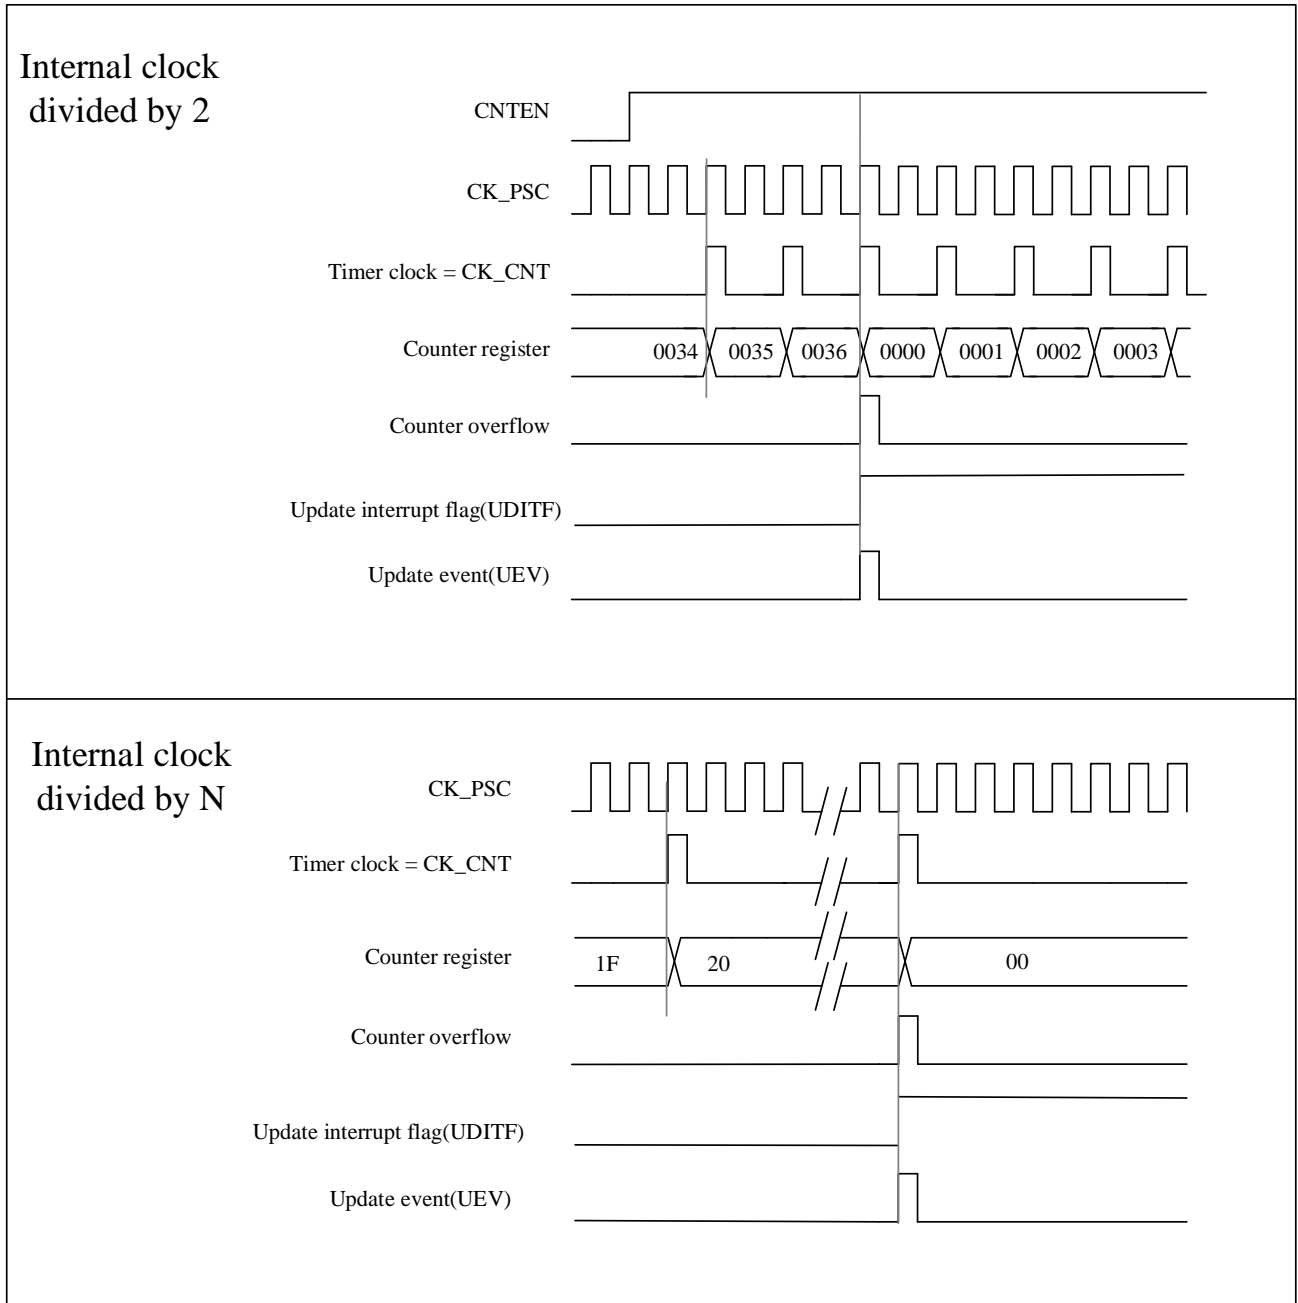 Internal clock
divided by 2
CNTEN
CK_PSC
Timer clock = CK_CNT
Counter register
0034 0035 0036 0000 0001 0002 0003
Counter overflow
Update interrupt flag(UDITF)
Update event(UEV)
Internal clock
divided by N
CK_PSC
Timer clock = CK_CNT
Counter register
1F 20 00
Counter overflow
Update interrupt flag(UDITF)
Update event(UEV)